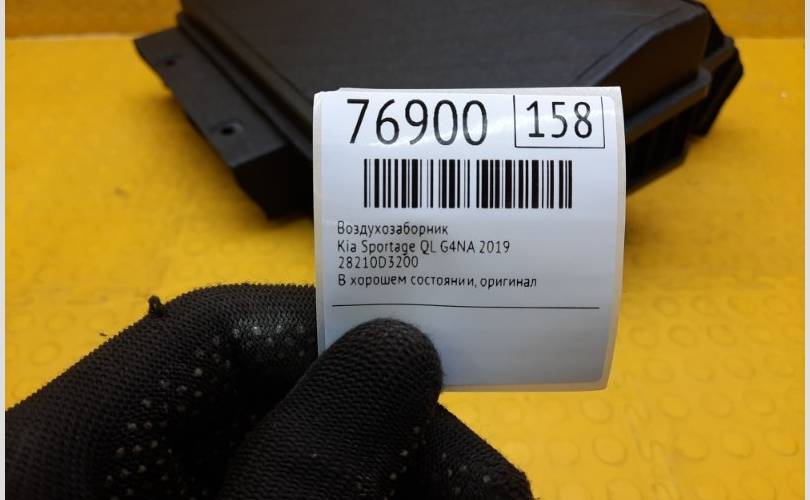 76900 158
Воздухозаборник
Kia Sportage QL G4NA 2019
28210D3200
В хорошем состоянии, оригинал